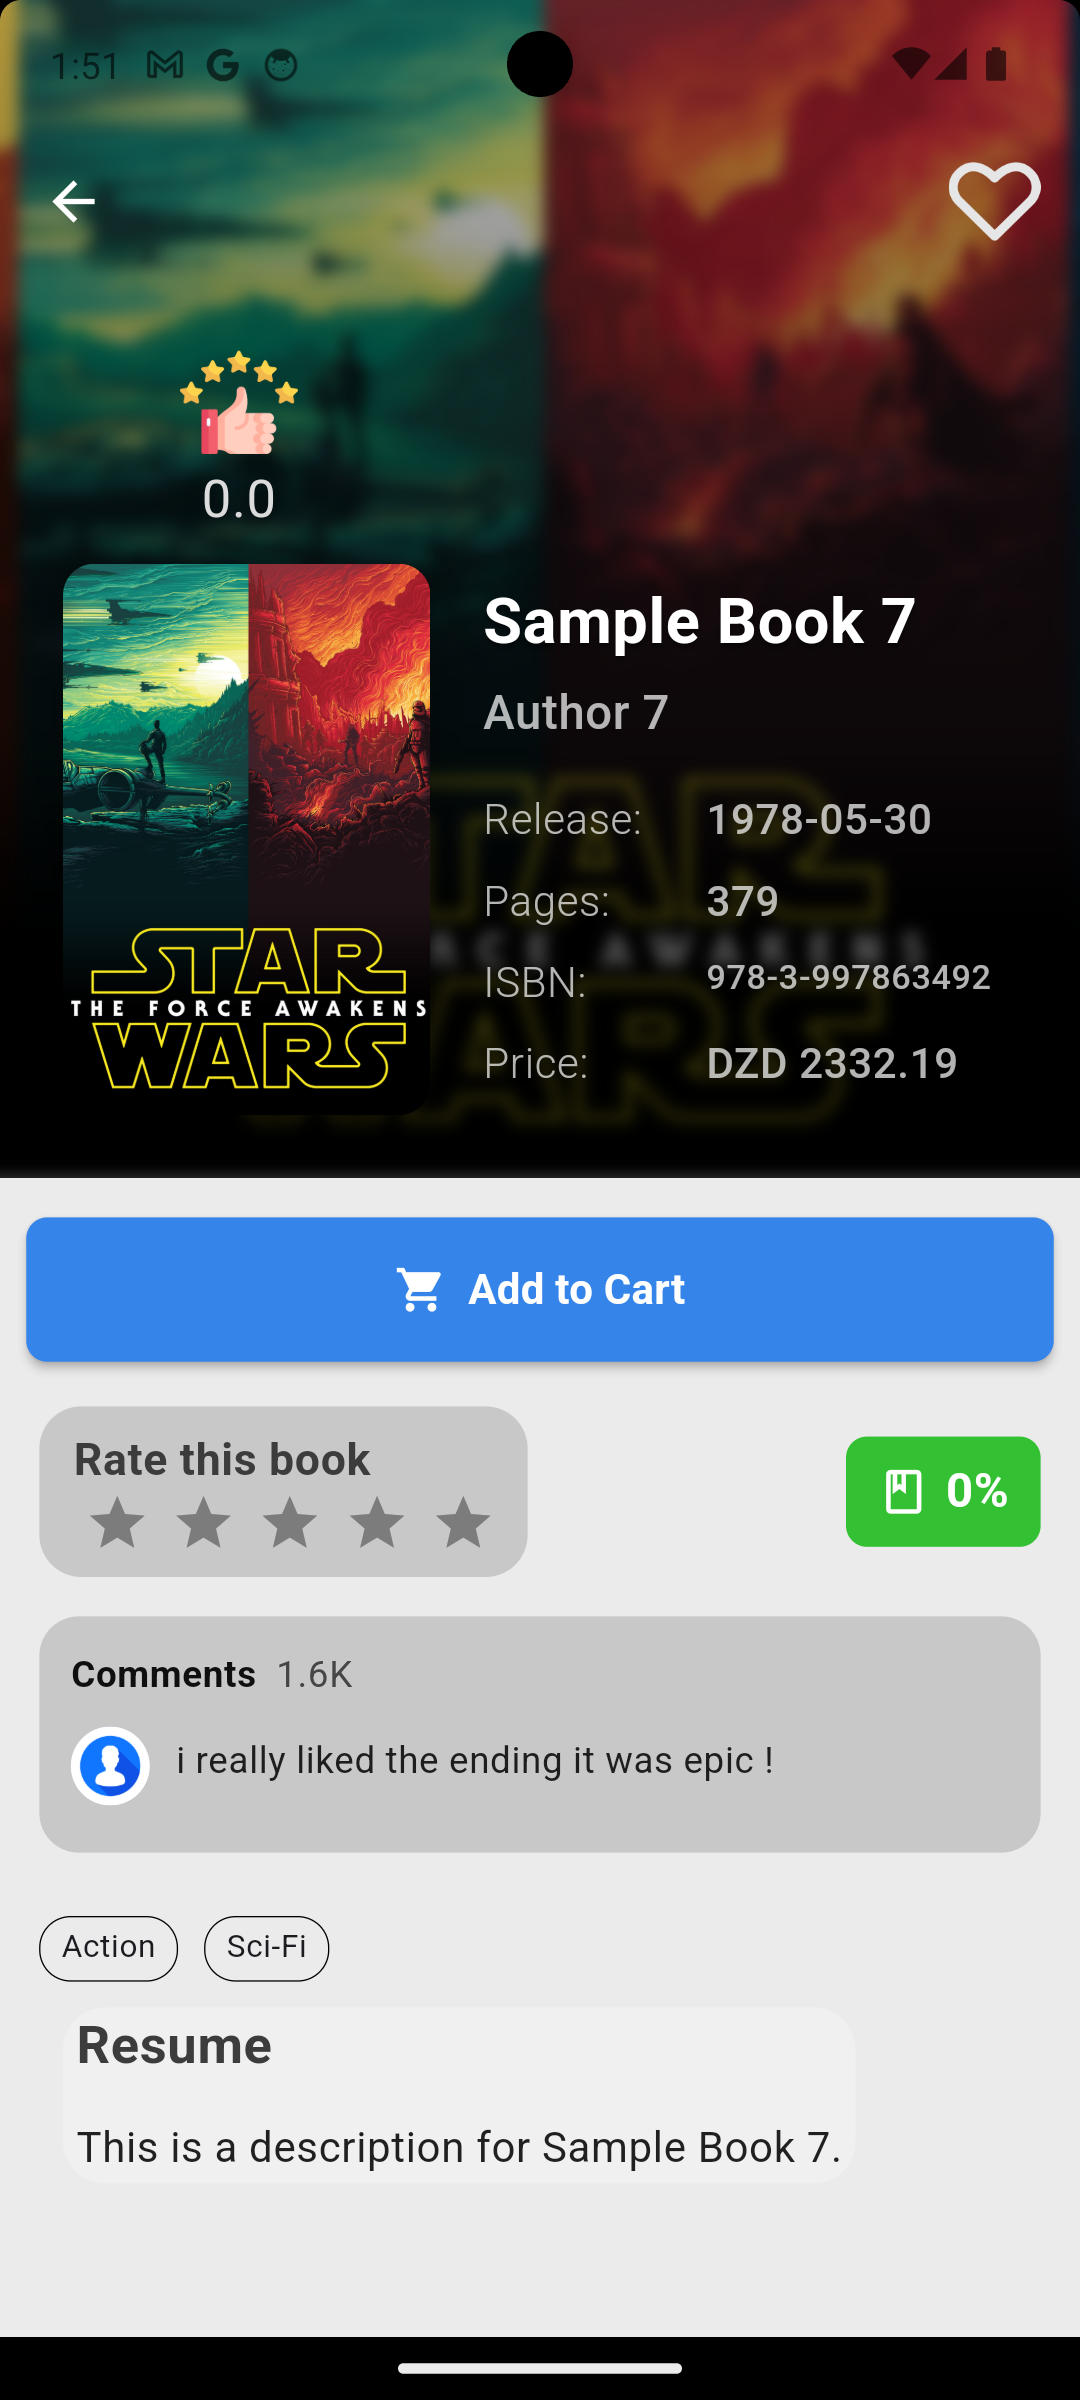 1:51
0.0
Sample Book 7
Author 7
Release: 1978-05-30
Pages: 379
ISBN: 978-3-997863492
Price: DZD 2332.19
STAR
THE FORCE AWAKENS
WARS
Add to Cart
Rate this book
0%
Comments 1.6K
i really liked the ending it was epic !
Action Sci-Fi
Resume
This is a description for Sample Book 7.